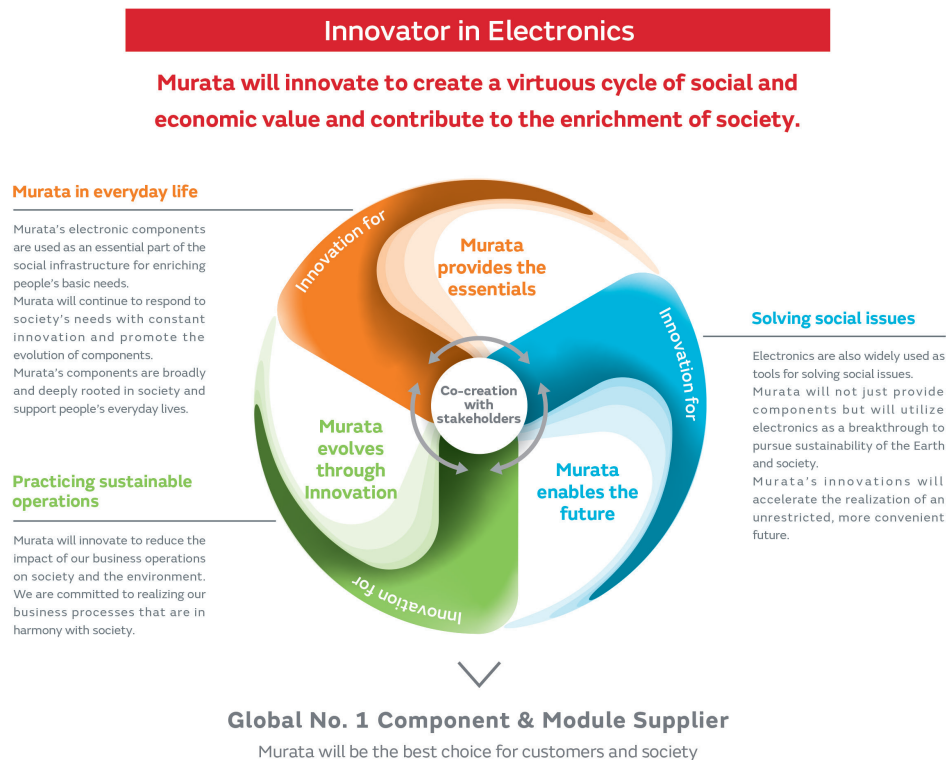 Innovator in Electronics
Murata will innovate to create a virtuous cycle of social and
economic value and contribute to the enrichment of society.
Murata in everyday life
Murata's electronic components
are used as an essential part of the
social infrastructure for enriching
people's basic needs.
Murata will continue to respond to
society's needs with constant
innovation and promote the
evolution of components.
Murata's components are broadly
and deeply rooted in society and
support people's everyday lives.
Practicing sustainable
operations
Murata will innovate to reduce the
impact of our business operations
on society and the environment.
We are committed to realizing our
business processes that are in
harmony with society.
Innovation for
Murata
provides the
essentials
Innovation for
Murata
enables the
future
Innovation for
Murata
evolves
through
Innovation
Co-creation
with
stakeholders
Solving social issues
Electronics are also widely used as
tools for solving social issues.
Murata will not just provide
components but will utilize
electronics as a breakthrough to
pursue sustainability of the Earth
and society.
Murata's innovations will
accelerate the realization of an
unrestricted, more convenient
future.
Global No. 1 Component & Module Supplier
Murata will be the best choice for customers and society